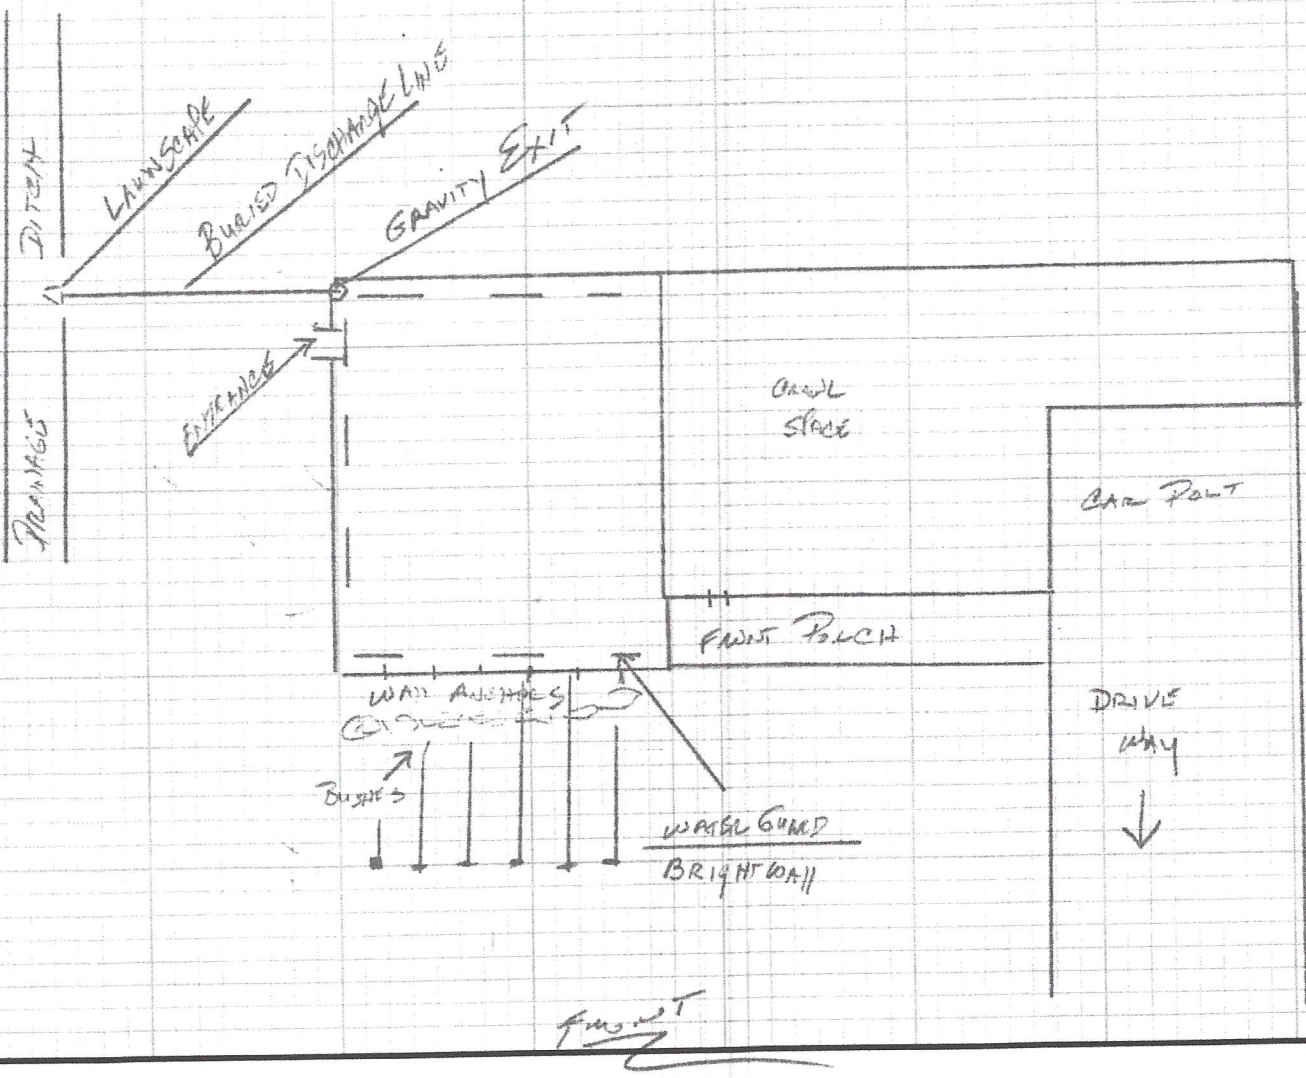 LAWNSCAPE
BURIED DISCHARGE LINE
GRAVITY EXIT
DRAINAGE DITCH
ENTRANCE
CRAWL
SPACE
CAR PORT
FRONT PORCH
WALL ANCHORS
BUSHES
DRIVE
WAY
WATER GUARD
BRIGHTWALL
FRONT